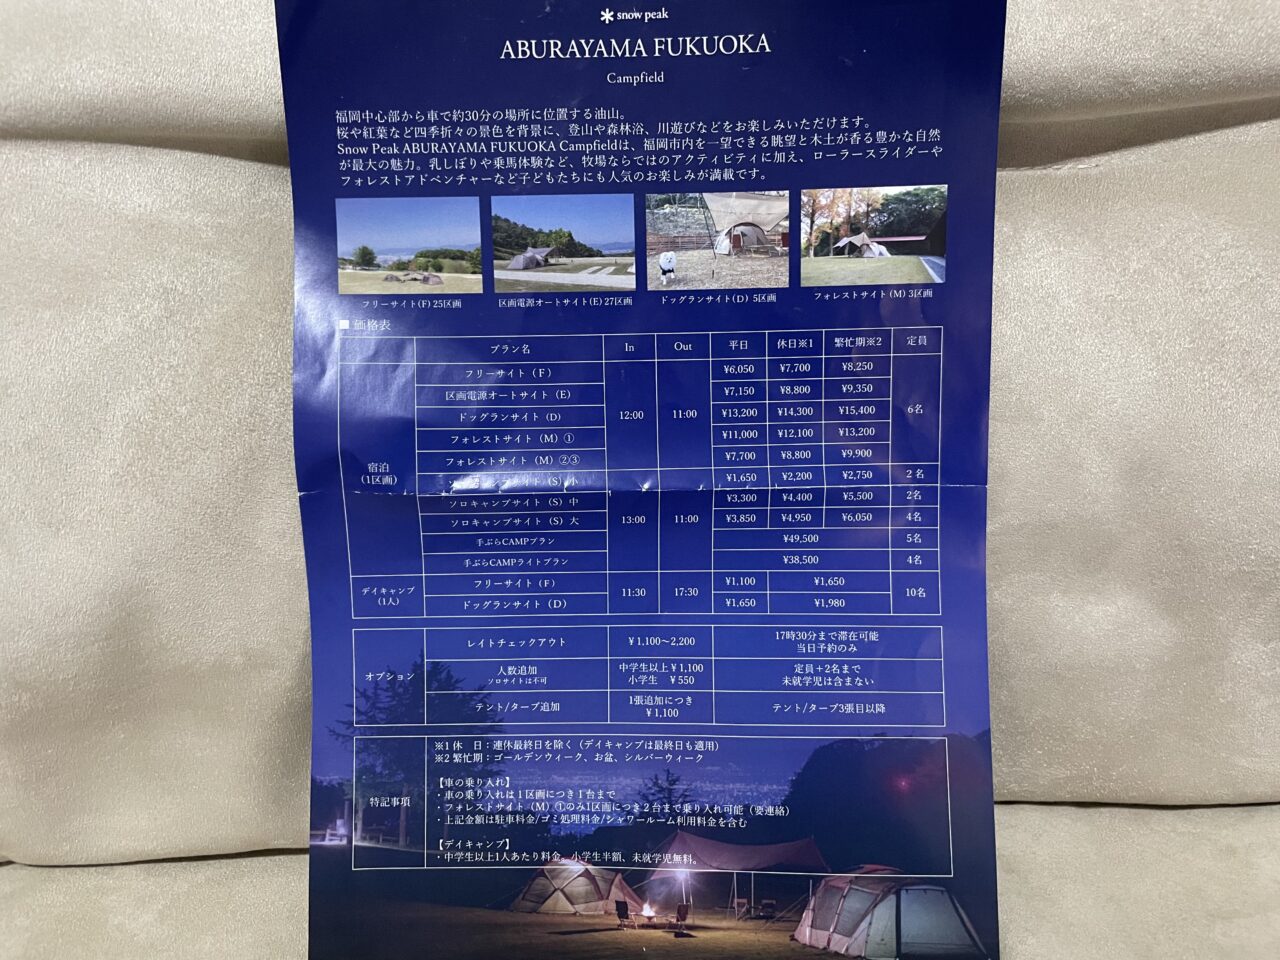 snow peak
ABURAYAMA FUKUOKA
Campfield
福岡中心部から車で約30分の場所に位置する油山。
桜や紅葉など四季折々の景色を背景に、登山や森林浴、川遊びなどをお楽しみいただけます。
Snow Peak ABURAYAMA FUKUOKA Campfieldは、福岡市内を一望できる眺望と木土が香る豊かな自然
が最大の魅力。乳しぼりや乗馬体験など、牧場ならではのアクティビティに加え、ローラースライダーや
フォレストアドベンチャーなど子どもたちにも人気のお楽しみが満載です。
フリーサイト(F) 25区画 区画電源オートサイト(E) 27区画 ドッグランサイト(D) 5区画 フォレストサイト(M) 3区画
■ 価格表
プラン名 In Out 平日 休日※1 繁忙期※2 定員
フリーサイト（F） ¥6,050 ¥7,700 ¥8,250
区画電源オートサイト（E） ¥7,150 ¥8,800 ¥9,350
ドッグランサイト（D） 12:00 11:00 ¥13,200 ¥14,300 ¥15,400 6名
フォレストサイト（M）① ¥11,000 ¥12,100 ¥13,200
フォレストサイト（M）②③ ¥7,700 ¥8,800 ¥9,900
宿泊
（1区画）
（S）小 ¥1,650 ¥2,200 ¥2,750 2名
ソロキャンプサイト（S）中 ¥3,300 ¥4,400 ¥5,500 2名
ソロキャンプサイト（S）大 13:00 11:00 ¥3,850 ¥4,950 ¥6,050 4名
手ぶらCAMPプラン ¥49,500 5名
手ぶらCAMPライトプラン ¥38,500 4名
デイキャンプ
（1人）
フリーサイト（F） 11:30 17:30 ¥1,100 ¥1,650 10名
ドッグランサイト（D） ¥1,650 ¥1,980
オプション
レイトチェックアウト ¥1,100～2,200 17時30分まで滞在可能
当日予約のみ
人数追加 中学生以上¥1,100 定員＋2名まで
ソロサイトは不可 小学生 ¥550 未就学児は含まない
テント/タープ追加 1張追加につき テント/タープ3張目以降
¥1,100
特記事項
※1 休 日：連休最終日を除く（デイキャンプは最終日も適用）
※2 繁忙期：ゴールデンウィーク、お盆、シルバーウィーク
【車の乗り入れ】
・車の乗り入れは１区画につき１台まで
・フォレストサイト（M）①のみ1区画につき２台まで乗り入れ可能（要連絡）
・上記金額は駐車料金/ゴミ処理料金/シャワールーム利用料金を含む
【デイキャンプ】
・中学生以上1人あたり料金。小学生半額、未就学児無料。